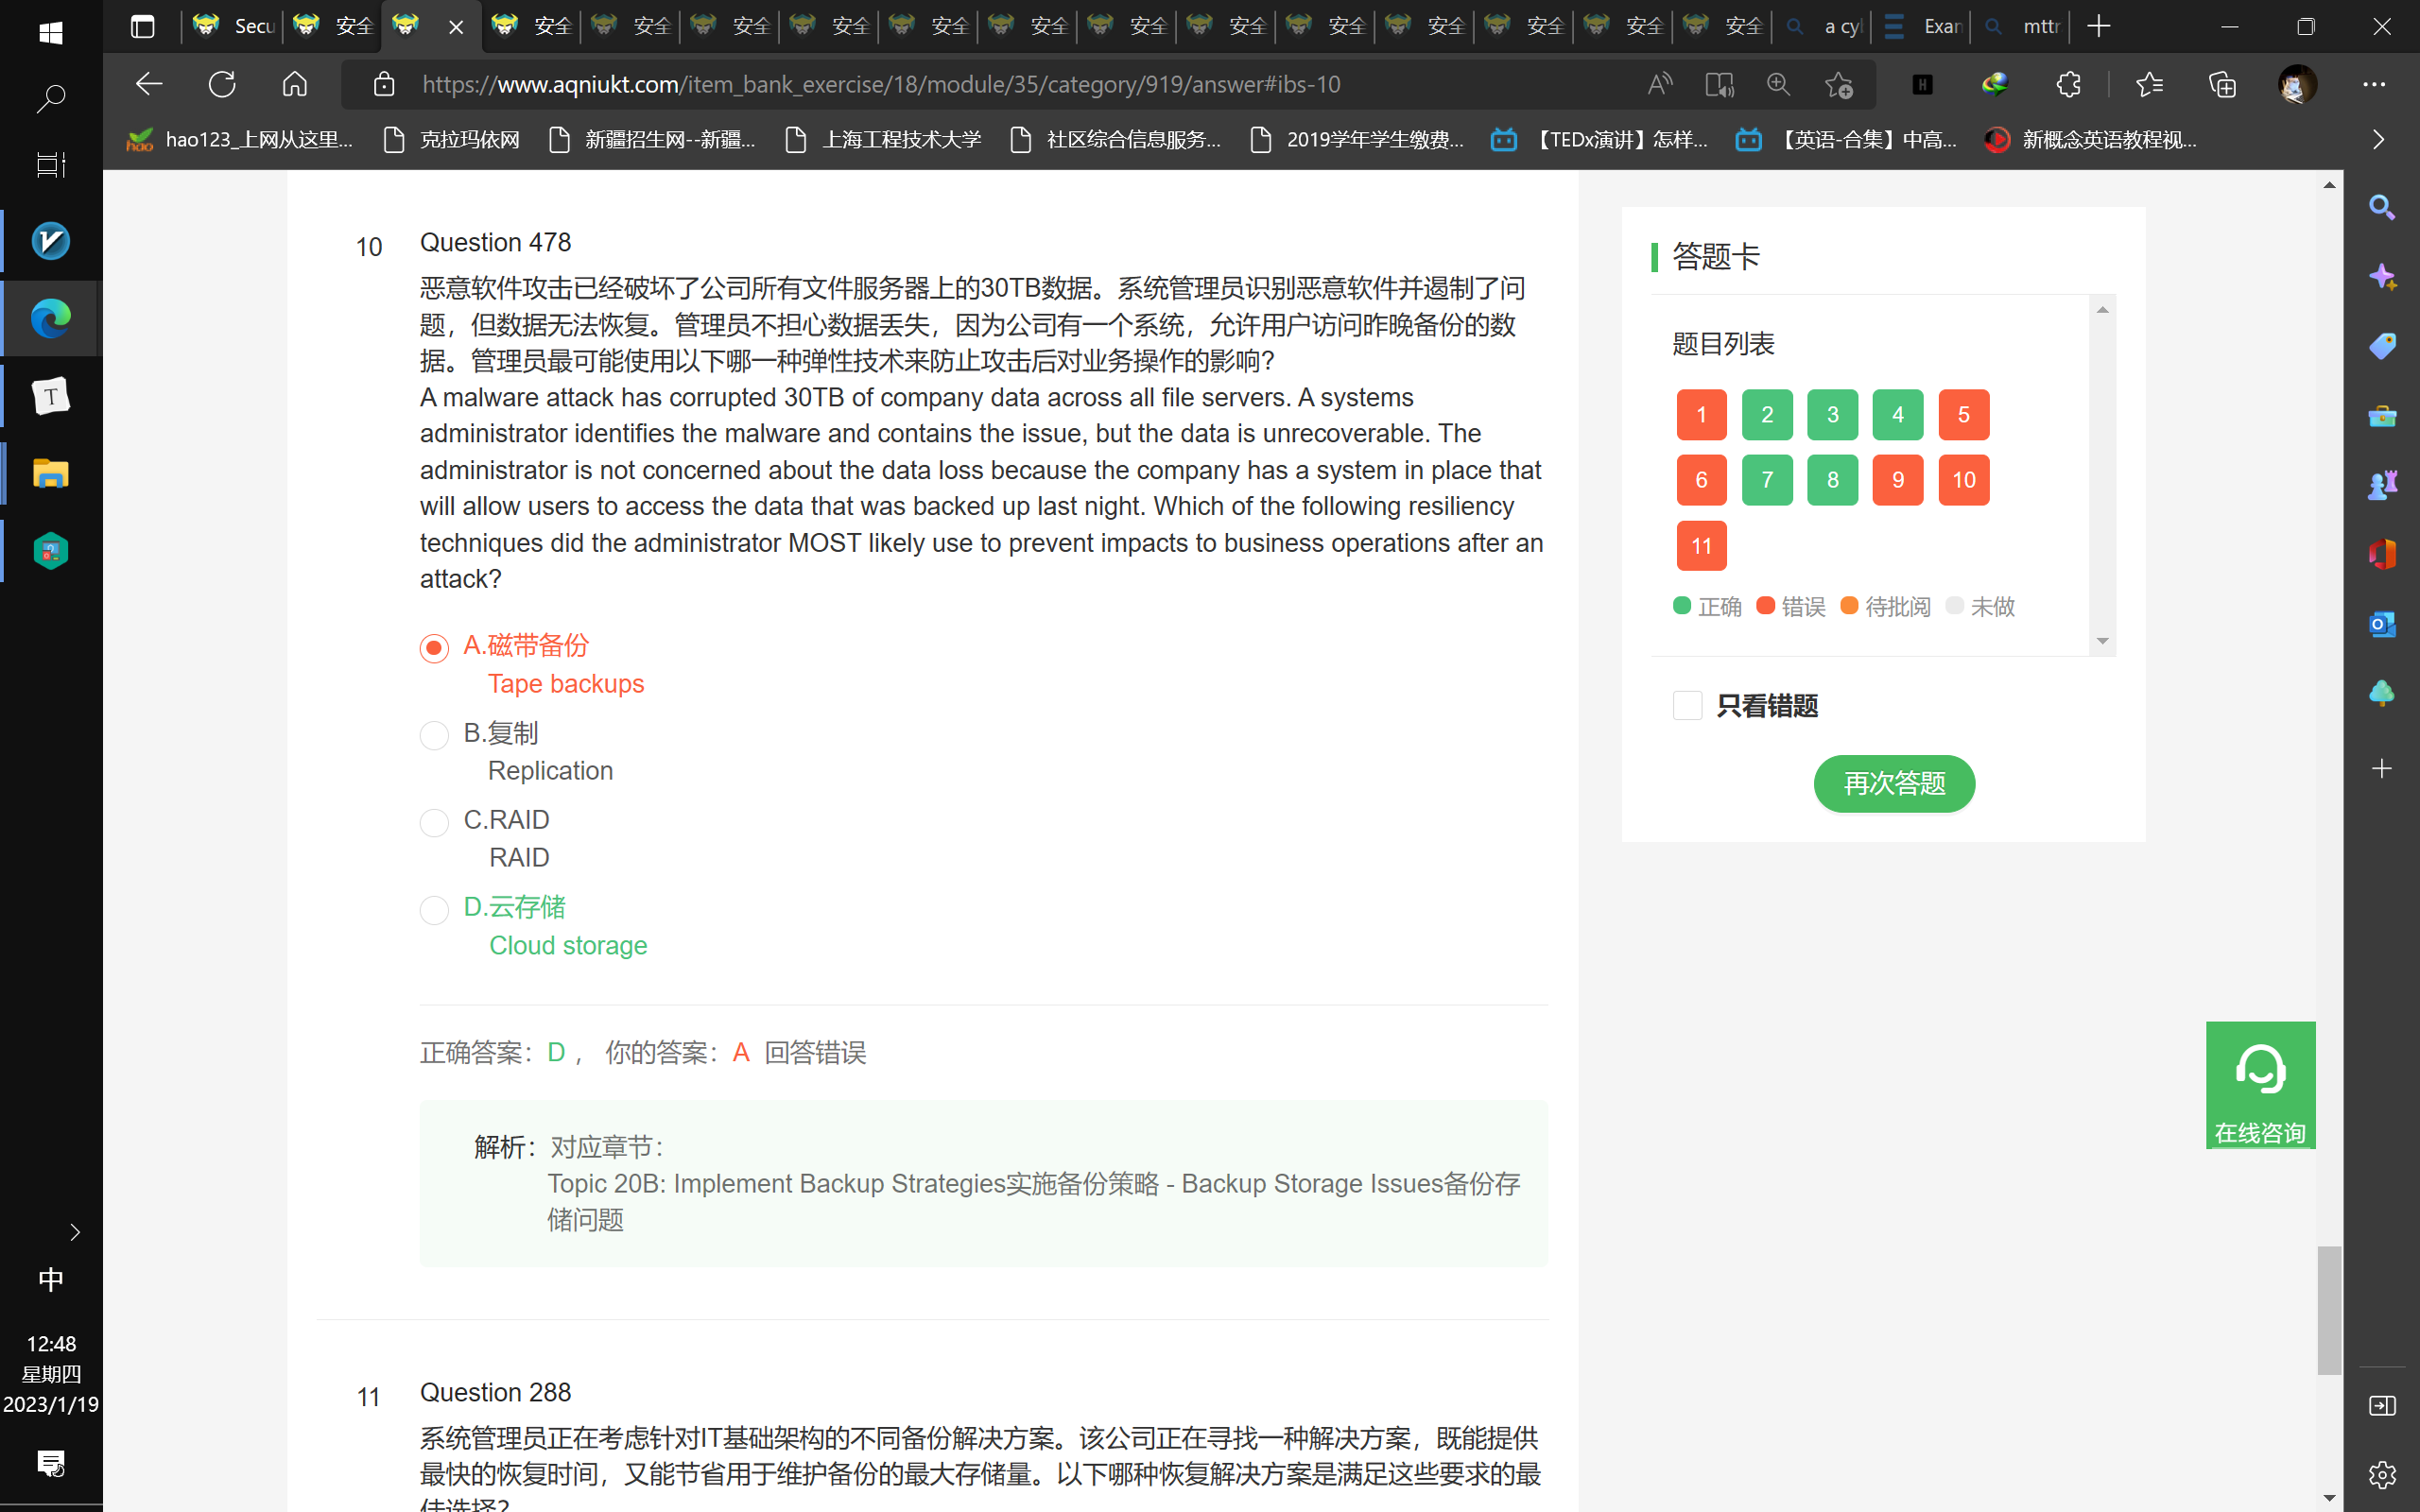 Secu 安全 安全 安全 安全 安全 安全 安全 安全 安全 安全 安全 安全 安全 安全 a cy Exan mttr
https://www.aqniukt.com/item_bank_exercise/18/module/35/category/919/answer#ibs-10
hao123_上网从这里... 克拉玛依网 新疆招生网--新疆... 上海工程技术大学 社区综合信息服务... 2019学年学生缴费... 【TEDx演讲】怎样... 【英语-合集】中高... 新概念英语教程视...
10 Question 478
恶意软件攻击已经破坏了公司所有文件服务器上的30TB数据。系统管理员识别恶意软件并遏制了问
题，但数据无法恢复。管理员不担心数据丢失，因为公司有一个系统，允许用户访问昨晚备份的数
据。管理员最可能使用以下哪一种弹性技术来防止攻击后对业务操作的影响?
A malware attack has corrupted 30TB of company data across all file servers. A systems
administrator identifies the malware and contains the issue, but the data is unrecoverable. The
administrator is not concerned about the data loss because the company has a system in place that
will allow users to access the data that was backed up last night. Which of the following resiliency
techniques did the administrator MOST likely use to prevent impacts to business operations after an
attack?
A.磁带备份
Tape backups
B.复制
Replication
C.RAID
RAID
D.云存储
Cloud storage
正确答案： D ， 你的答案： A 回答错误
解析： 对应章节：
Topic 20B: Implement Backup Strategies实施备份策略 - Backup Storage Issues备份存
储问题
11 Question 288
系统管理员正在考虑针对IT基础架构的不同备份解决方案。该公司正在寻找一种解决方案，既能提供
最快的恢复时间，又能节省用于维护备份的最大存储量。以下哪种恢复解决方案是满足这些要求的最
佳选择?
答题卡
题目列表
1 2 3 4 5
6 7 8 9 10
11
正确 错误 待批阅 未做
只看错题
再次答题
在线咨询
中
12:48
星期四
2023/1/19